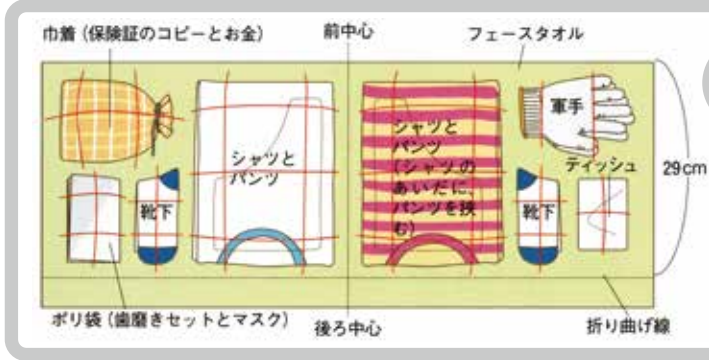 巾着（保険証のコピーとお金）
前中心
フェースタオル
軍手
シャツと
パンツ
シャツと
パンツ
（シャツの
あいだに、
パンツを挟
む）
ティッシュ
29cm
靴下
靴下
ポリ袋（歯磨きセットとマスク）
後ろ中心
折り曲げ線